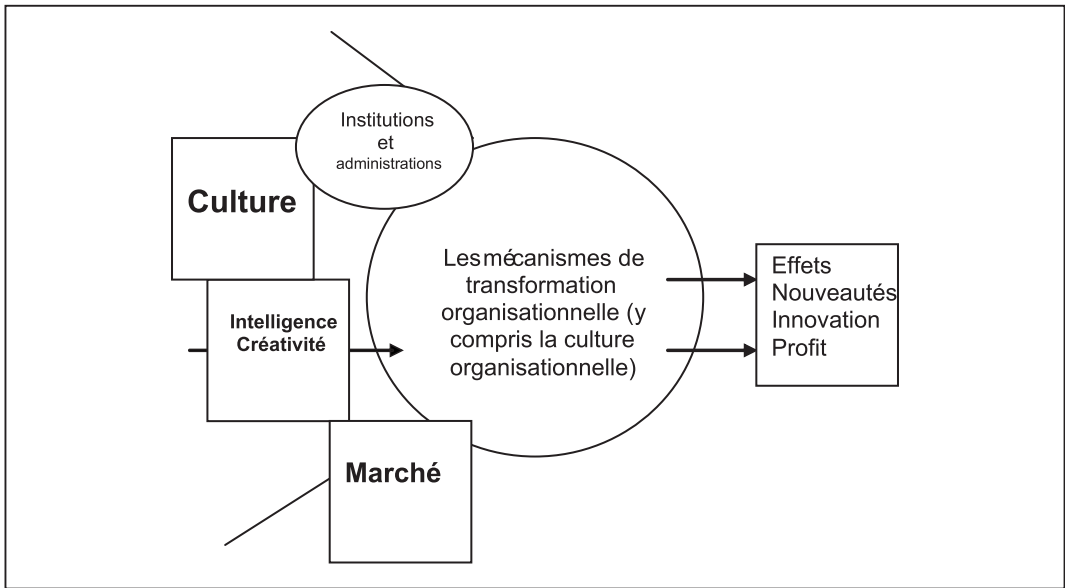 Institutions
et
administrations
Culture
Intelligence
Créativité
Marché
Les mécanismes de
transformation
organisationnelle (y
compris la culture
organisationnelle)
Effets
Nouveautés
Innovation
Profit